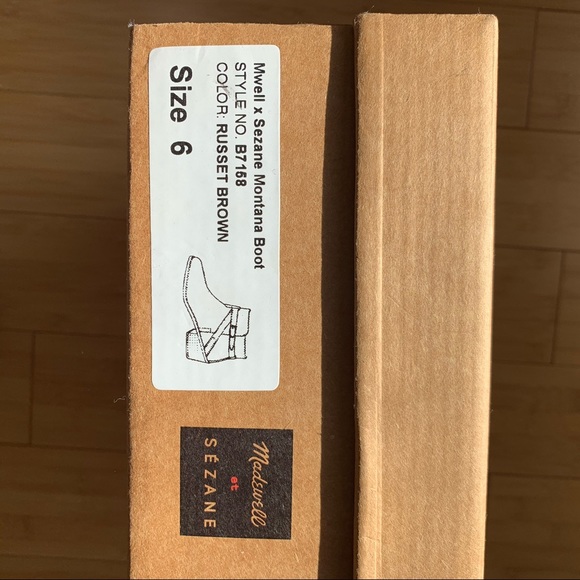 Mwell x Sezane Montana Boot
STYLE NO. B7158
COLOR: RUSSET BROWN
Size 6
Madewell
et
SÉZANE